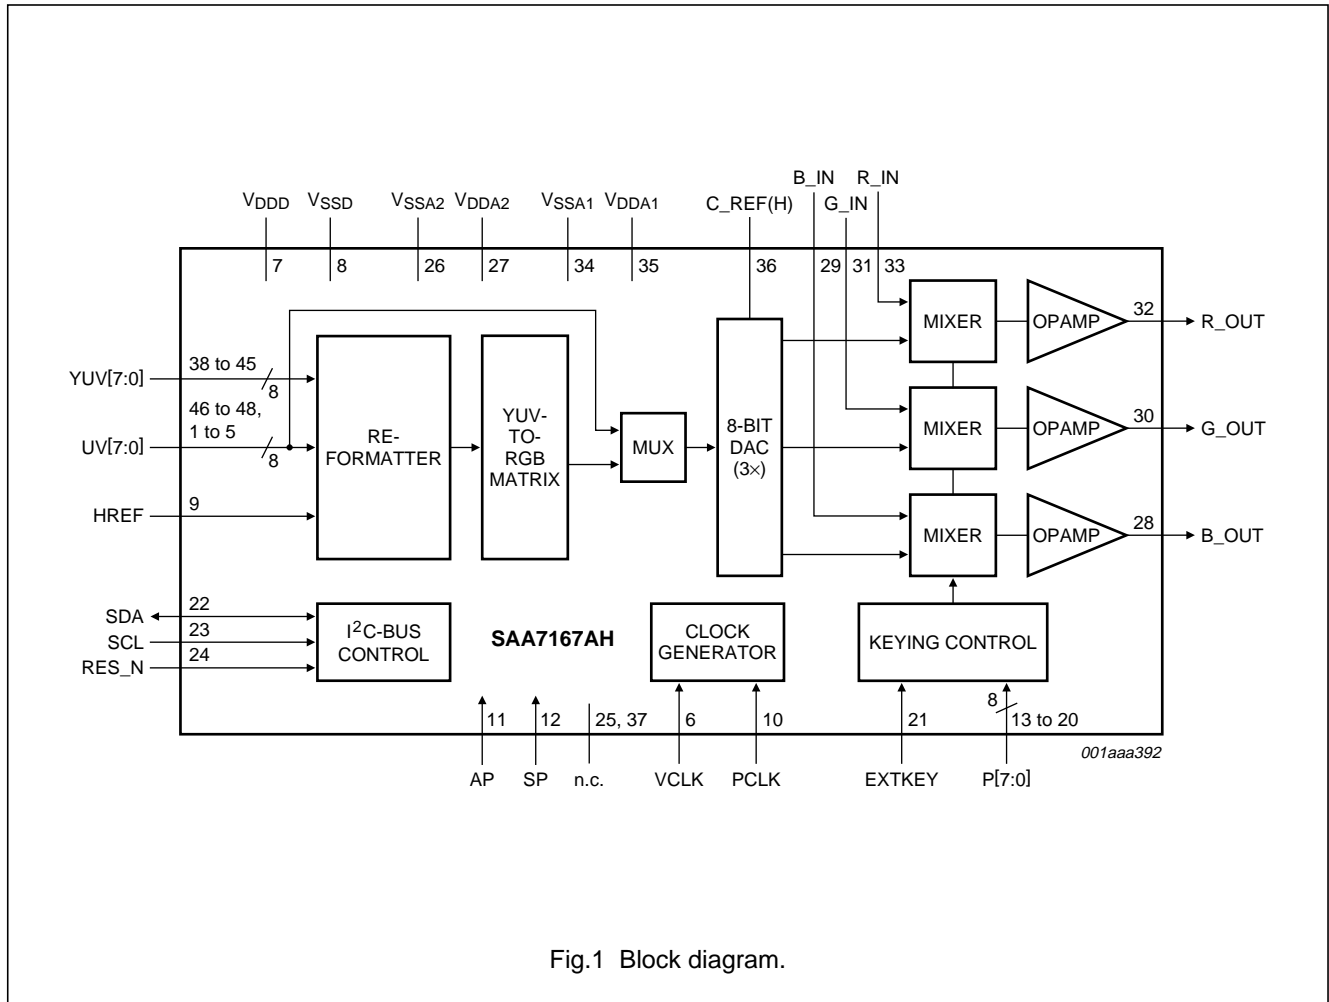 B_IN
R_IN
VDDD
VSSD
VSSA2
VDDA2
VSSA1
VDDA1
C_REF(H)
G_IN
7
8
26
27
34
35
36
29
31
33
YUV[7:0]
38 to 45
8
46 to 48,
1 to 5
UV[7:0]
8
HREF
9
RE-
FORMATTER
YUV-
TO-
RGB
MATRIX
MUX
8-BIT
DAC
(3×)
MIXER
OPAMP
32
R_OUT
MIXER
OPAMP
30
G_OUT
MIXER
OPAMP
28
B_OUT
SDA
22
SCL
23
RES_N
24
I2C-BUS
CONTROL
SAA7167AH
CLOCK
GENERATOR
KEYING CONTROL
11
12
25, 37
6
10
21
8
13 to 20
001aaa392
AP
SP
n.c.
VCLK
PCLK
EXTKEY
P[7:0]
Fig.1 Block diagram.